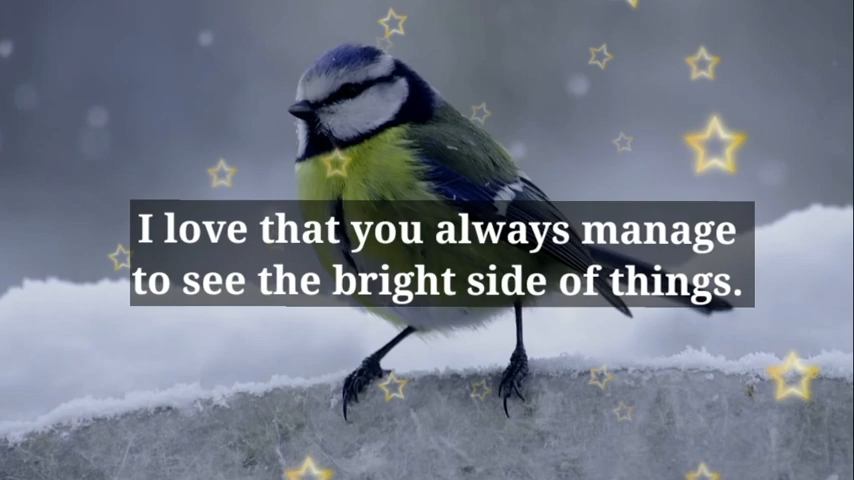 I love that you always manage
to see the bright side of things.